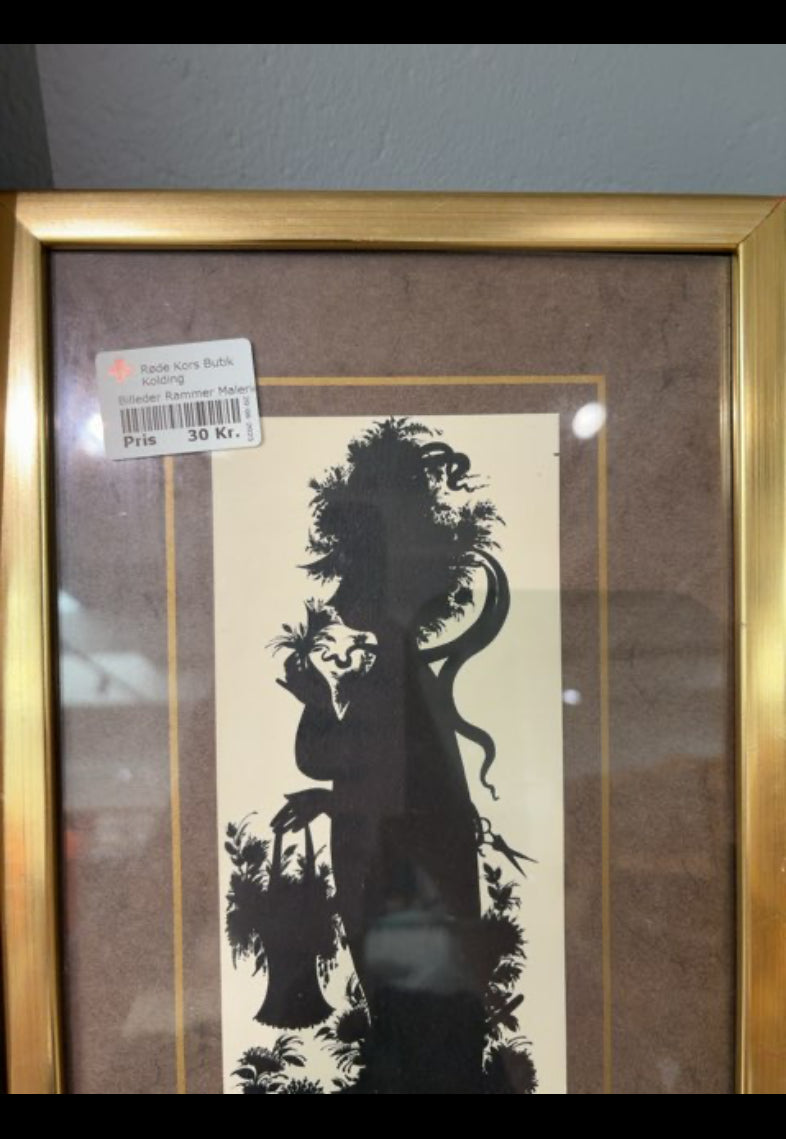 Røde Kors Butik
Kolding
Billeder Rammer Maleri
Pris 30 Kr.